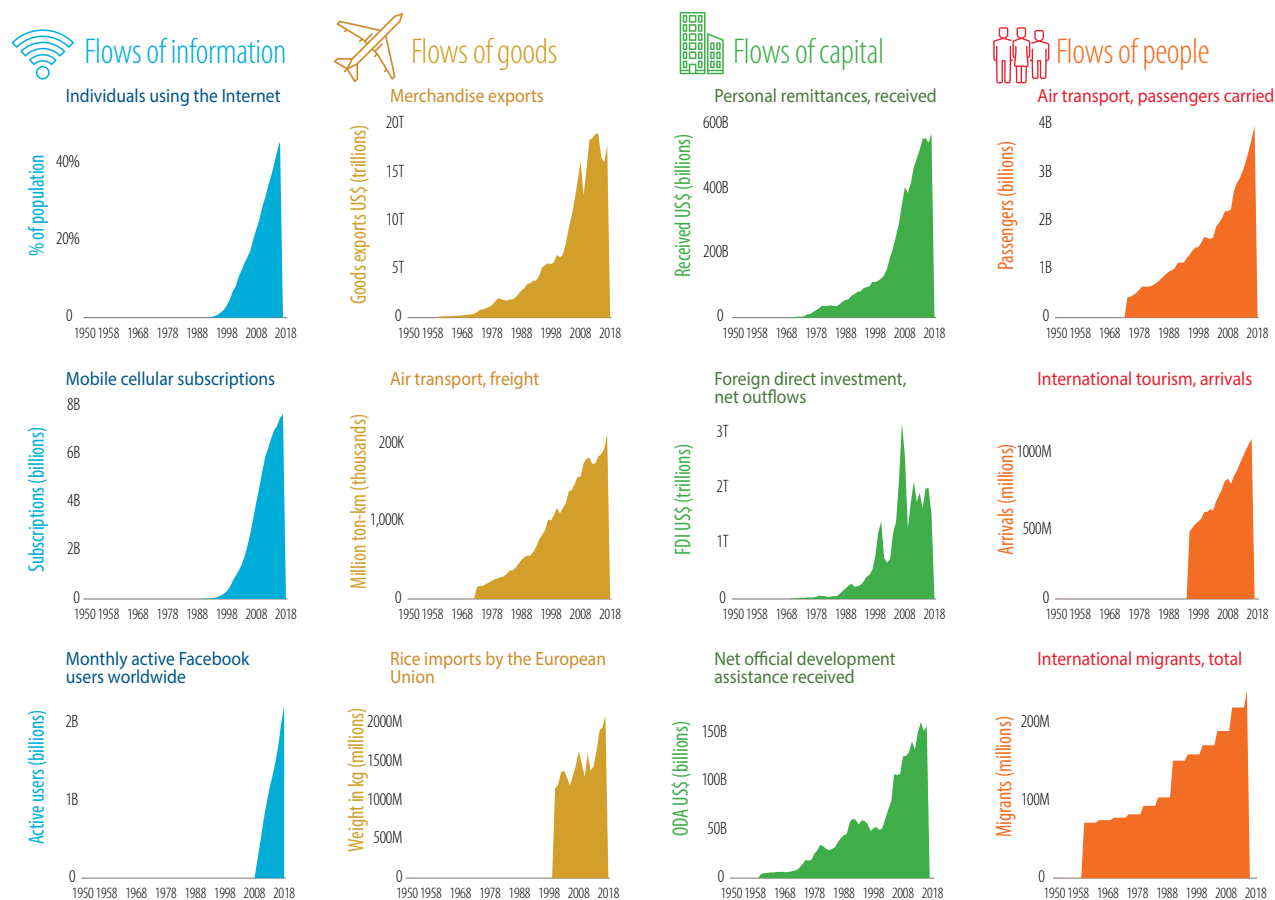 Flows of information
Flows of goods
Flows of capital
Flows of people
Individuals using the Internet
% of population
40%
20%
0
1950 1958 1968 1978 1988 1998 2008 2018
Merchandise exports
Goods exports US$ (trillions)
20T
15T
10T
5T
0
1950 1958 1968 1978 1988 1998 2008 2018
Personal remittances, received
Received US$ (billions)
600B
400B
200B
0
1950 1958 1968 1978 1988 1998 2008 2018
Air transport, passengers carried
Passengers (billions)
4B
3B
2B
1B
0
1950 1958 1968 1978 1988 1998 2008 2018
Mobile cellular subscriptions
Subscriptions (billions)
8B
6B
4B
2B
0
1950 1958 1968 1978 1988 1998 2008 2018
Air transport, freight
Million ton-km (thousands)
200K
1,000K
0
1950 1958 1968 1978 1988 1998 2008 2018
Foreign direct investment,
net outflows
FDI US$ (trillions)
3T
2T
1T
0
1950 1958 1968 1978 1988 1998 2008 2018
International tourism, arrivals
Arrivals (millions)
1000M
500M
0
1950 1958 1968 1978 1988 1998 2008 2018
Monthly active Facebook
users worldwide
Active users (billions)
2B
1B
0
1950 1958 1968 1978 1988 1998 2008 2018
Rice imports by the European
Union
Weight in kg (millions)
2000M
1500M
1000M
500M
0
1950 1958 1968 1978 1988 1998 2008 2018
Net official development
assistance received
ODA US$ (billions)
150B
100B
50B
0
1950 1958 1968 1978 1988 1998 2008 2018
International migrants, total
Migrants (millions)
200M
100M
0
1950 1958 1968 1978 1988 1998 2008 2018